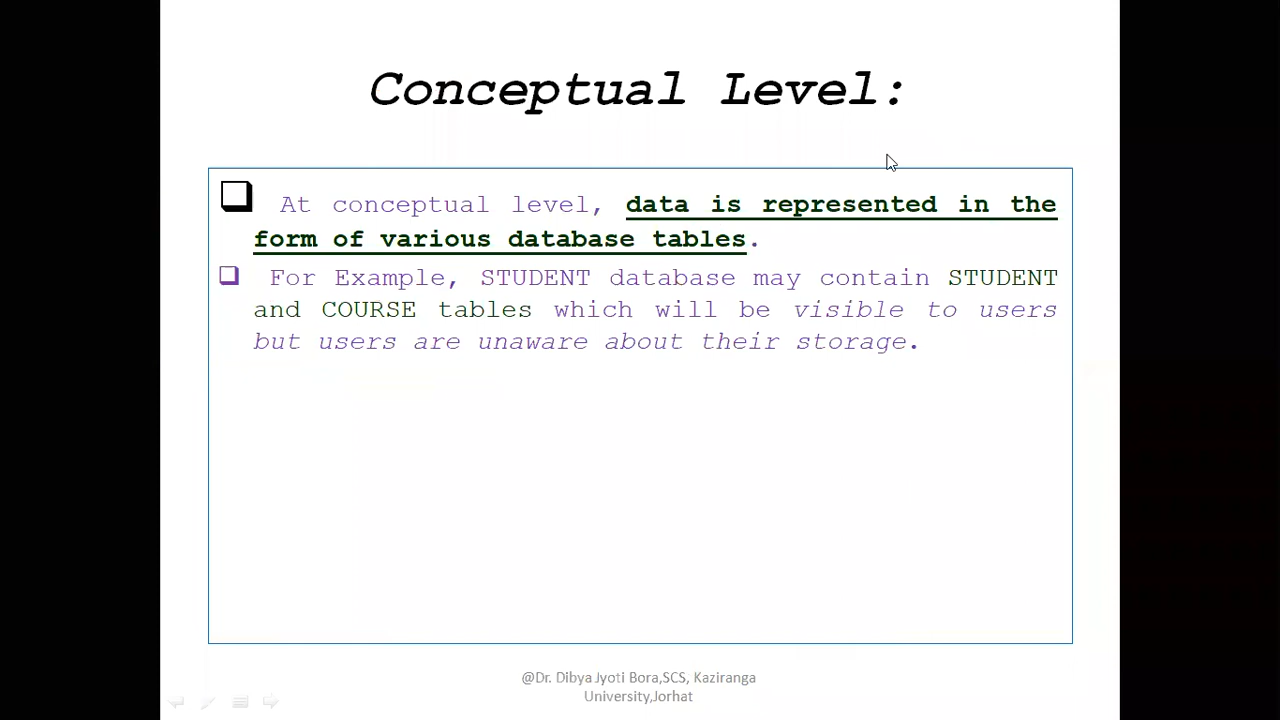 Conceptual Level:
At conceptual level, data is represented in the
form of various database tables.
For Example, STUDENT database may contain STUDENT
and COURSE tables which will be visible to users
but users are unaware about their storage.
@Dr. Dibya Jyoti Bora,SCS, Kaziranga
University,Jorhat